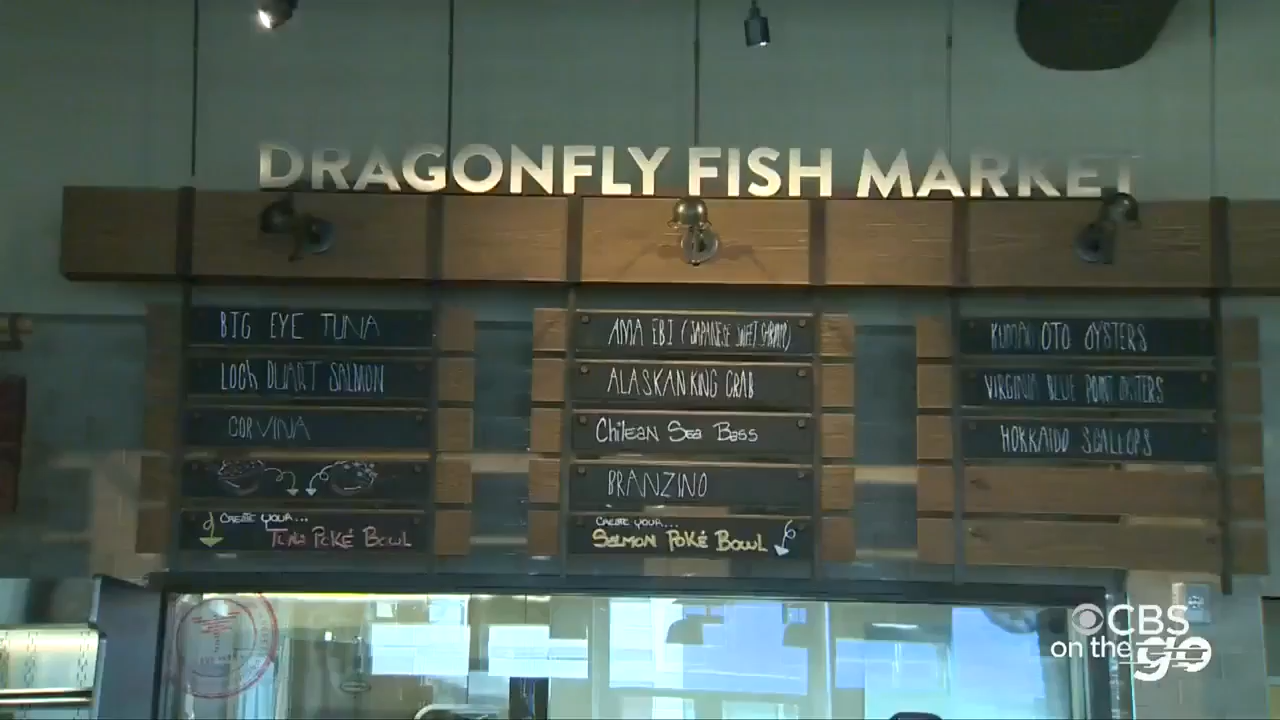 DRAGONFLY FISH MARKET
BIG EYE TUNA
LOCH DUART SALMON
CORVINA
CREATE YOUR...
TUNA POKÉ BOWL
AMA EBI (JAPANESE SWEET SHRIMP)
ALASKAN KING CRAB
Chilean Sea Bass
BRANZINO
CREATE YOUR...
SALMON POKÉ BOWL
KUMAMOTO OYSTERS
VIRGINIA BLUE POINT OYSTERS
HOKKAIDO SCALLOPS
CBS
on the go